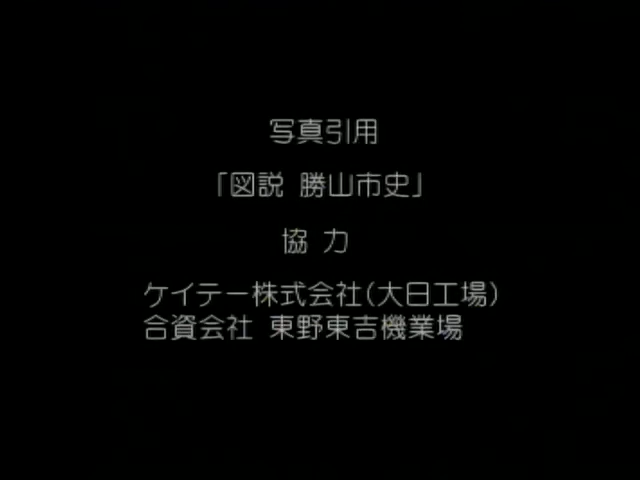 写真引用
「図説 勝山市史」
協 力
ケイテー株式会社(大日工場)
合資会社 東野東吉機業場